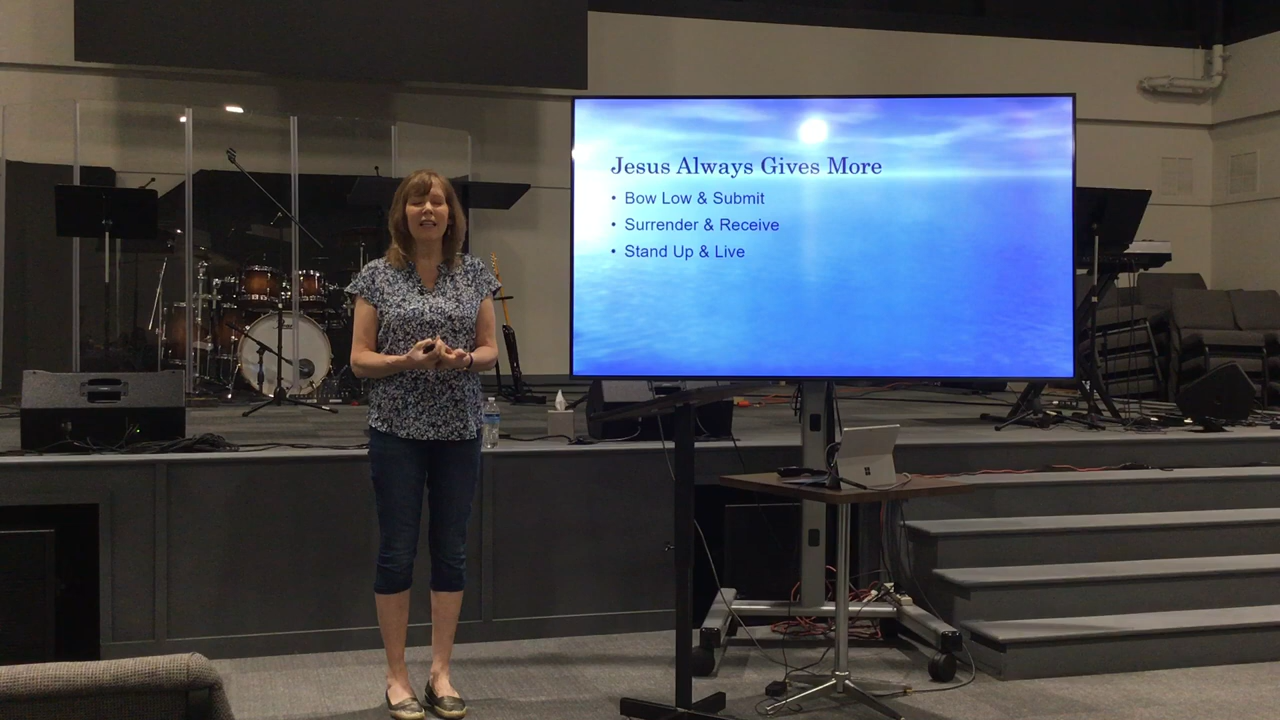 Jesus Always Gives More
• Bow Low & Submit
• Surrender & Receive
• Stand Up & Live